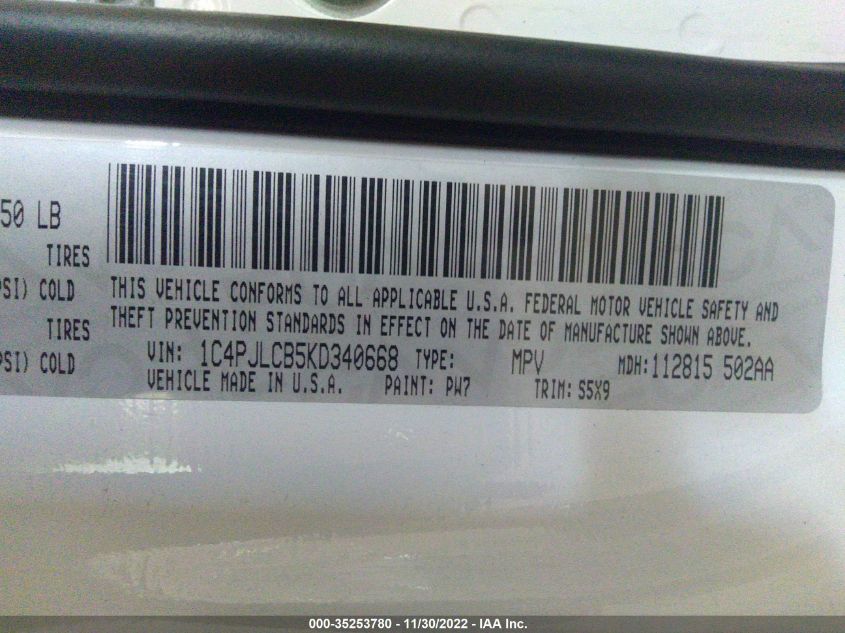 50 LB
TIRES
PSI) COLD
TIRES
PSI) COLD
THIS VEHICLE CONFORMS TO ALL APPLICABLE U.S.A. FEDERAL MOTOR VEHICLE SAFETY AND
THEFT PREVENTION STANDARDS IN EFFECT ON THE DATE OF MANUFACTURE SHOWN ABOVE.
VIN: 1C4PJLCB5KD340668 TYPE: MPV MDH:112815 502AA
VEHICLE MADE IN U.S.A. PAINT: PW7 TRIM: S5X9
000-35253780 - 11/30/2022 - IAA Inc.